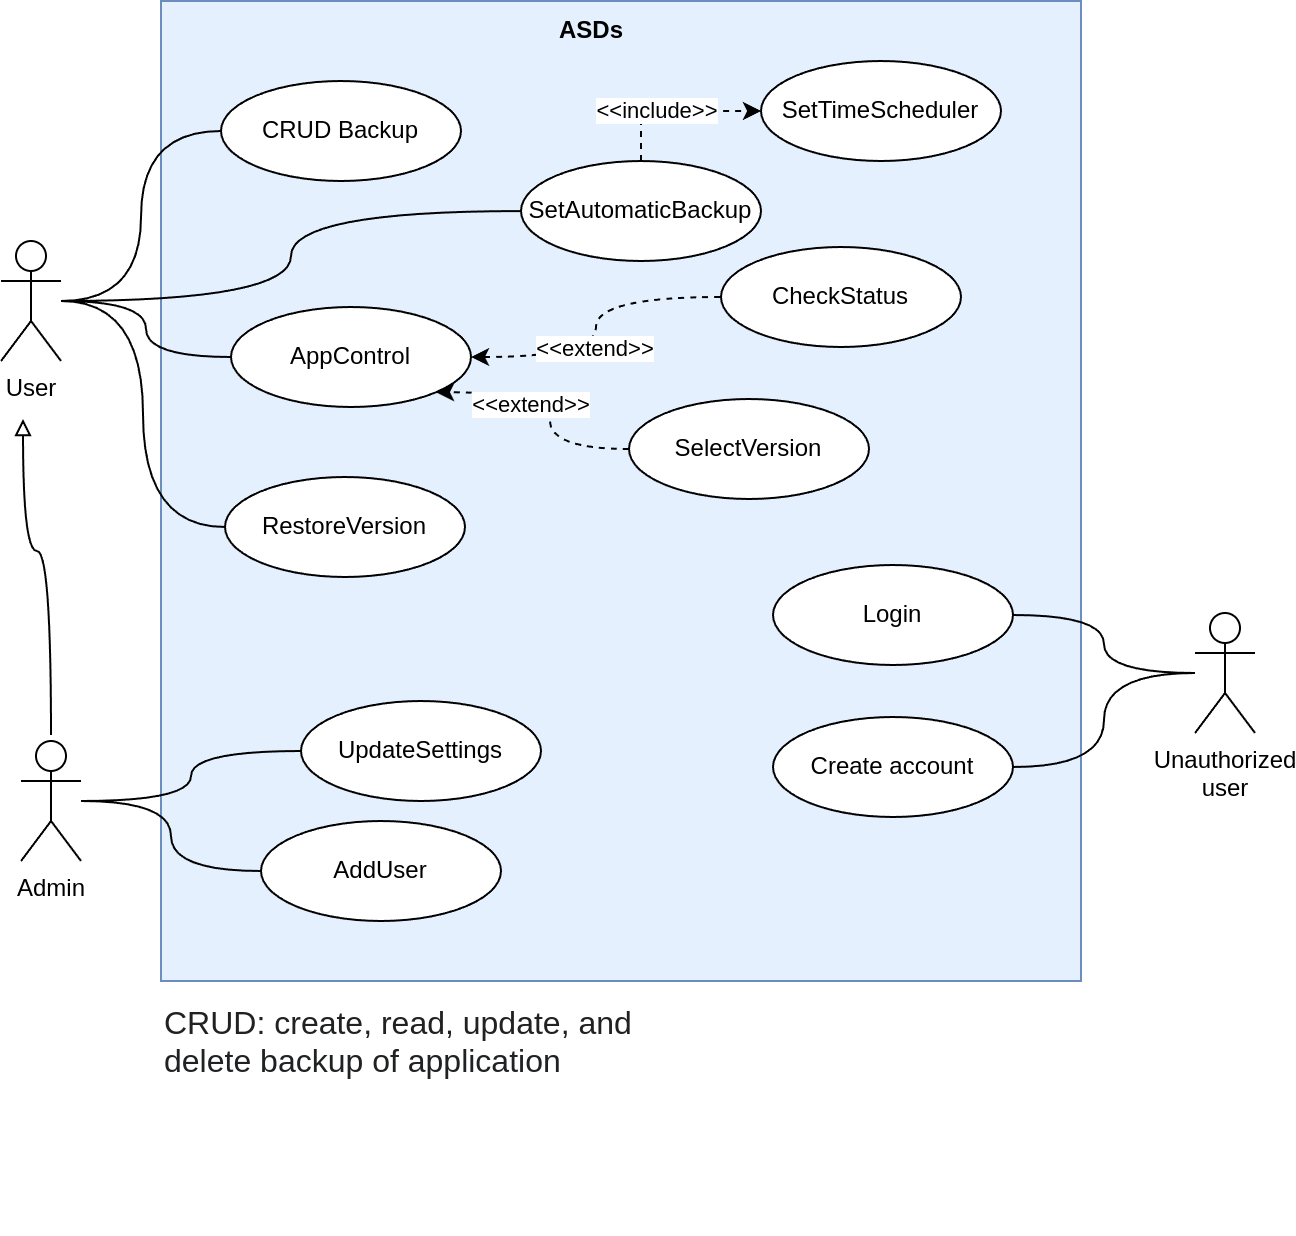 ASDs
CRUD Backup
<<include>>
SetTimeScheduler
SetAutomaticBackup
CheckStatus
AppControl
<<extend>>
User
<<extend>>
SelectVersion
RestoreVersion
Login
UpdateSettings
Create account
Unauthorized
user
AddUser
Admin
CRUD: create, read, update, and
delete backup of application